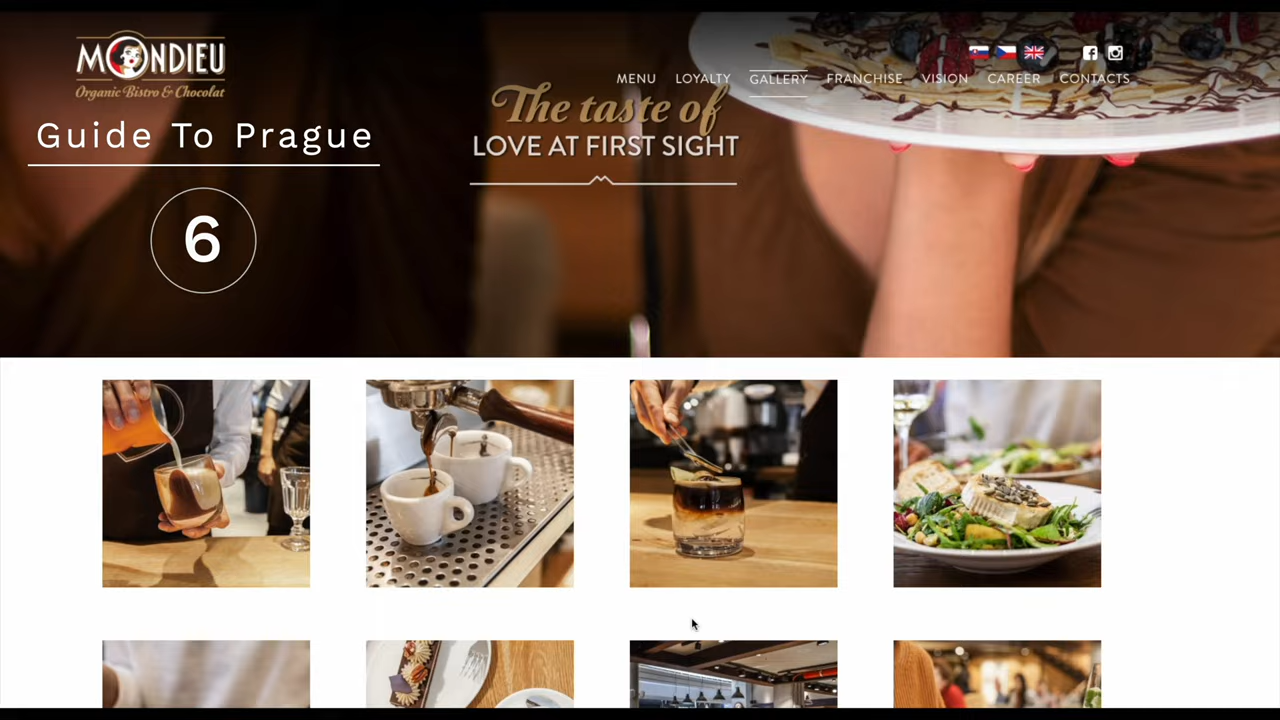 MONDIEU
Organic Bistro & Chocolat
MENU LOYALTY GALLERY FRANCHISE VISION CAREER CONTACTS
Guide To Prague
6
The taste of
LOVE AT FIRST SIGHT